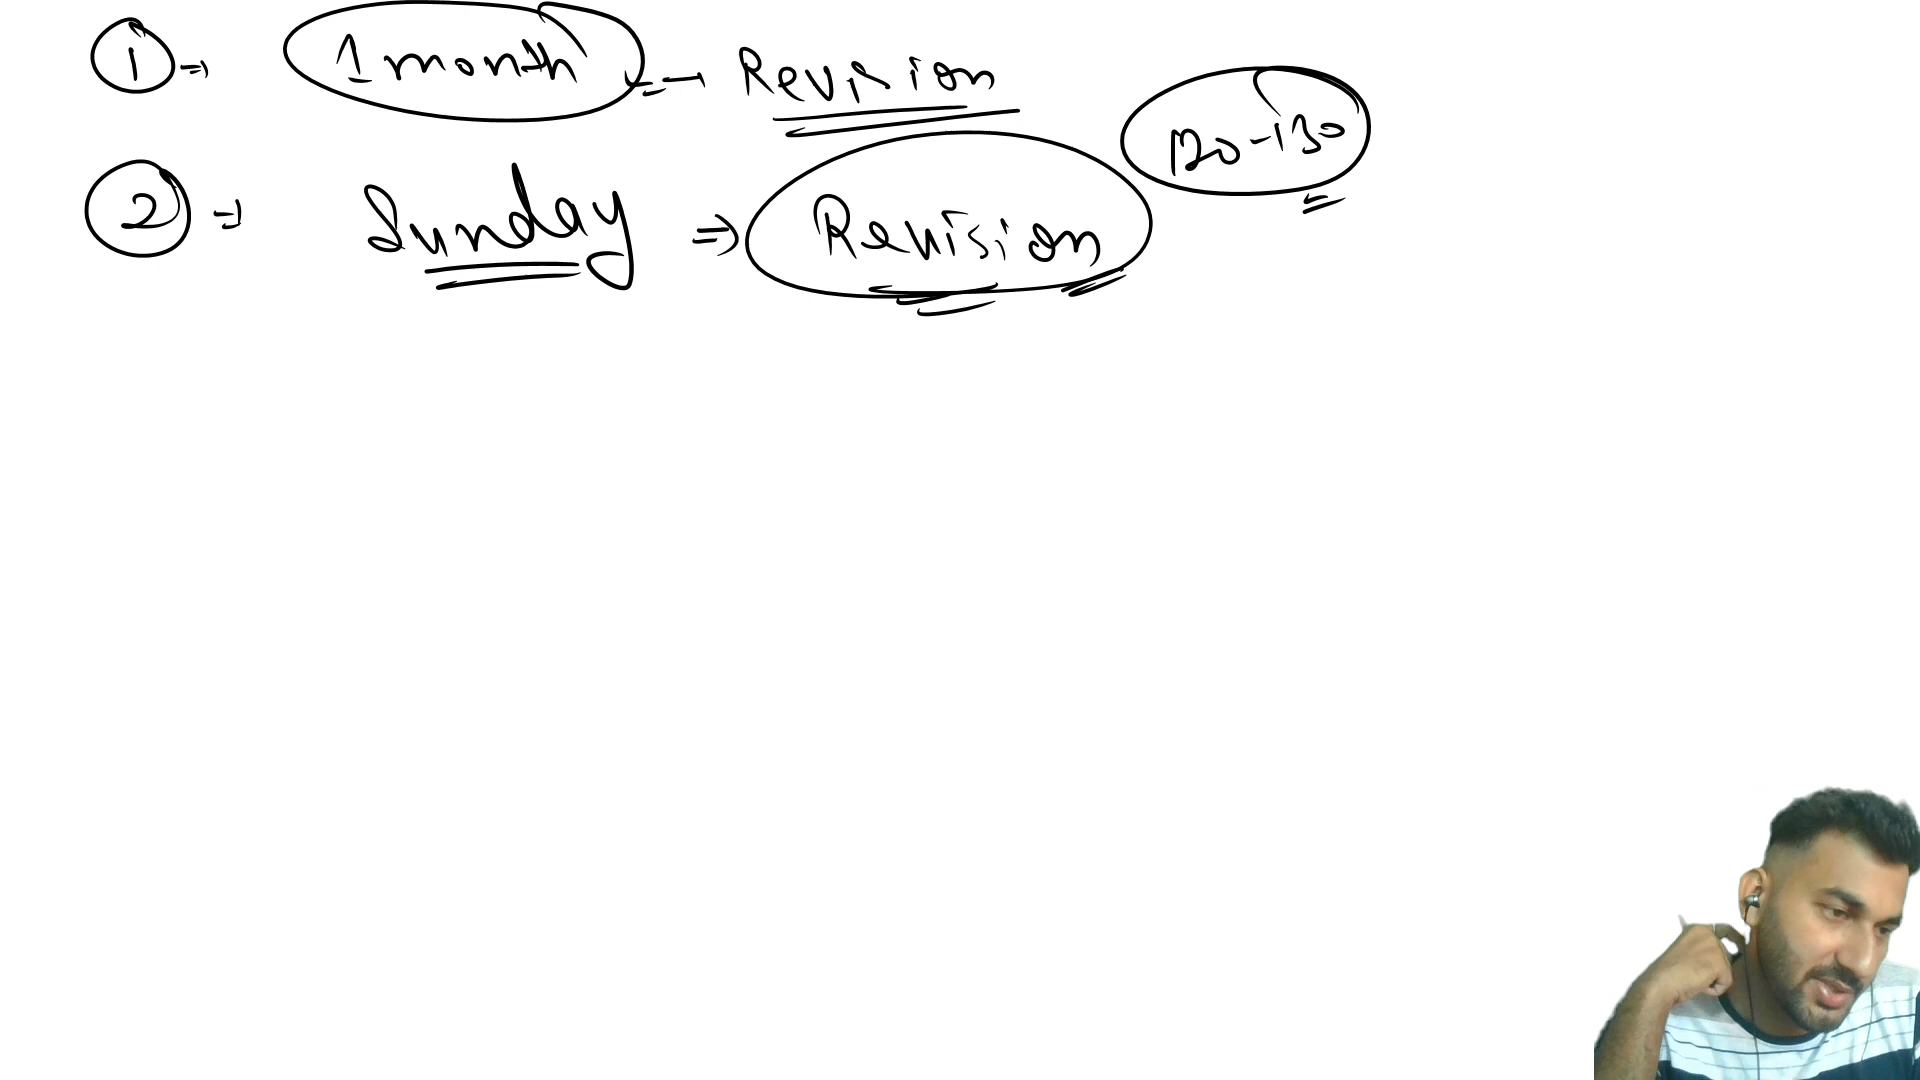 ① ⇒ 1 month → Revision
120-130
② ⇒ Sunday ⇒ Revision